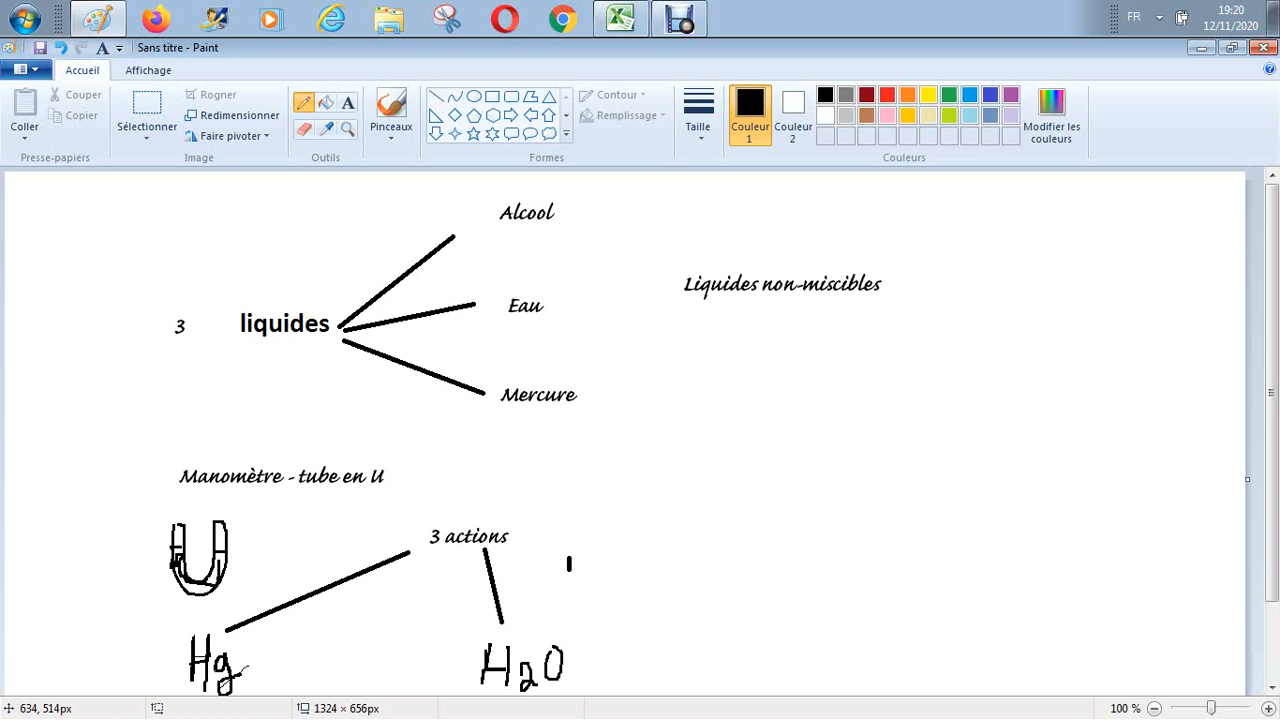 FR
19:20
12/11/2020
Sans titre - Paint
Accueil
Affichage
Coller
Couper
Copier
Presse-papiers
Sélectionner
Rogner
Redimensionner
Faire pivoter
Image
A
Outils
Pinceaux
Formes
Contour
Remplissage
Taille
Couleur 1
Couleur 2
Modifier les couleurs
Couleurs
Alcool
Liquides non-miscibles
Eau
3 liquides
Mercure
Manomètre - tube en U
3 actions
Hg
H2O
634, 514px
1324 × 656px
100 %